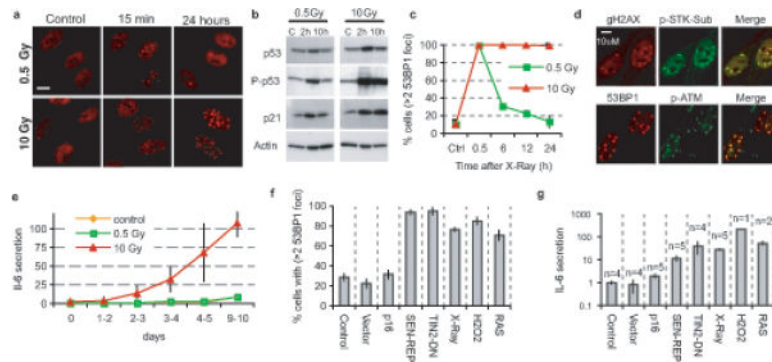 a
Control 15 min 24 hours
0.5 Gy
10 Gy
b
0.5Gy 10Gy
C 2h 10h C 2h 10h
p53
P-p53
p21
Actin
c
% cells (>2 53BP1 foci)
100
80
60
40
20
0
0.5 Gy
10 Gy
Ctrl 0.5 6 12 24
Time after X-Ray (h)
d
gH2AX p-STK-Sub Merge
10uM
53BP1 p-ATM Merge
e
Il-6 secretion
100
75
50
25
0
control
0.5 Gy
10 Gy
0 1-2 2-3 3-4 4-5 9-10
days
f
% cells with (>2 53BP1 foci)
100
80
60
40
20
0
Control Vector p16 SEN-REP TIN2-DN X-Ray H2O2 RAS
g
IL-6 secretion
1000
100
10
1
.1
n=4 n=4 n=5 n=5 n=4 n=5 n=1 n=2
Control Vector p16 SEN-REP TIN2-DN X-Ray H2O2 RAS